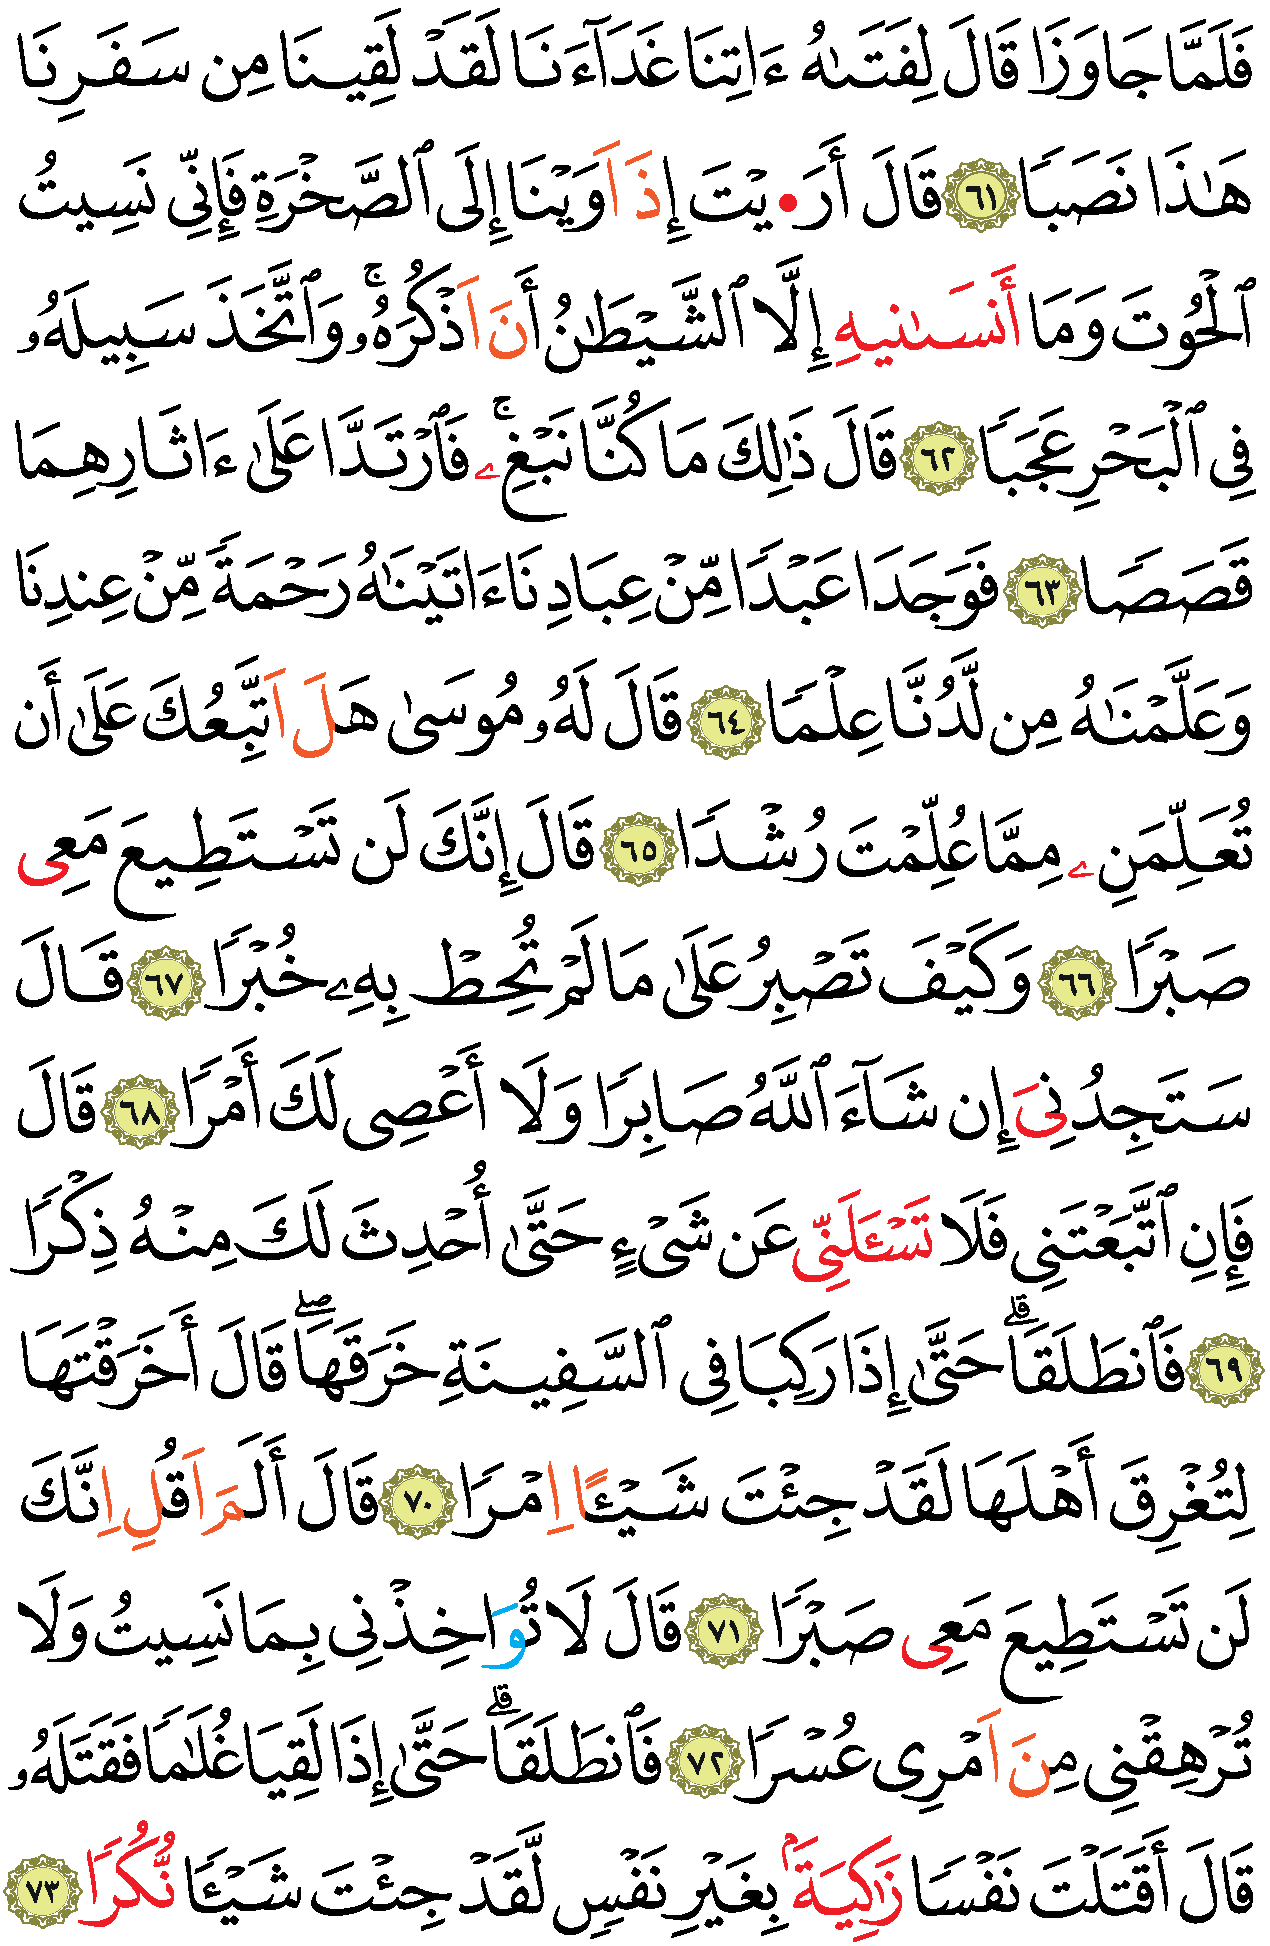 فَلَمَّا جَاوَزَا قَالَ لِفَتَىٰهُ ءَاتِنَا غَدَآءَنَا لَقَدْ لَقِينَا مِن سَفَرِنَا
هَٰذَا نَصَبًا ٦١ قَالَ أَرَ•يْتَ إِذَ اَوَيْنَا إِلَى ٱلصَّخْرَةِ فَإِنِّى نَسِيتُ
ٱلْحُوتَ وَمَا أَنسَىٰنِيهِ إِلَّا ٱلشَّيْطَٰنُ أَنَ اَذْكُرَهُۥ ۚ وَٱتَّخَذَ سَبِيلَهُۥ
فِى ٱلْبَحْرِ عَجَبًا ٦٢ قَالَ ذَٰلِكَ مَا كُنَّا نَبْغِ ۦ ۚ فَٱرْتَدَّا عَلَىٰ ءَاثَارِهِمَا
قَصَصًا ٦٣ فَوَجَدَا عَبْدًا مِّنْ عِبَادِنَا ءَاتَيْنَٰهُ رَحْمَةً مِّنْ عِندِنَا
وَعَلَّمْنَٰهُ مِن لَّدُنَّا عِلْمًا ٦٤ قَالَ لَهُۥ مُوسَىٰ هَلَ اَتَّبِعُكَ عَلَىٰ أَن
تُعَلِّمَنِ ۦ مِمَّا عُلِّمْتَ رُشْدًا ٦٥ قَالَ إِنَّكَ لَن تَسْتَطِيعَ مَعِى
صَبْرًا ٦٦ وَكَيْفَ تَصْبِرُ عَلَىٰ مَا لَمْ تُحِطْ بِهِۦ خُبْرًا ٦٧ قَالَ
سَتَجِدُنِىَ إِن شَآءَ ٱللَّهُ صَابِرًا وَلَا أَعْصِى لَكَ أَمْرًا ٦٨ قَالَ
فَإِنِ ٱتَّبَعْتَنِى فَلَا تَسْـَٔلَنِّى عَن شَىْءٍ حَتَّىٰ أُحْدِثَ لَكَ مِنْهُ ذِكْرًا
٦٩ فَٱنطَلَقَا ۗ حَتَّىٰ إِذَا رَكِبَا فِى ٱلسَّفِينَةِ خَرَقَهَا ۖ قَالَ أَخَرَقْتَهَا
لِتُغْرِقَ أَهْلَهَا لَقَدْ جِئْتَ شَيْـًٔا اِمْرًا ٧٠ قَالَ أَلَمَ اَقُلِ اِنَّكَ
لَن تَسْتَطِيعَ مَعِى صَبْرًا ٧١ قَالَ لَا تُوَاخِذْنِى بِمَا نَسِيتُ وَلَا
تُرْهِقْنِى مِنَ اَمْرِى عُسْرًا ٧٢ فَٱنطَلَقَا ۗ حَتَّىٰ إِذَا لَقِيَا غُلَٰمًا فَقَتَلَهُۥ
قَالَ أَقَتَلْتَ نَفْسًا زَٰكِيَةَۢ بِغَيْرِ نَفْسٍ لَّقَدْ جِئْتَ شَيْـًٔا نُّكُرًا ٧٣